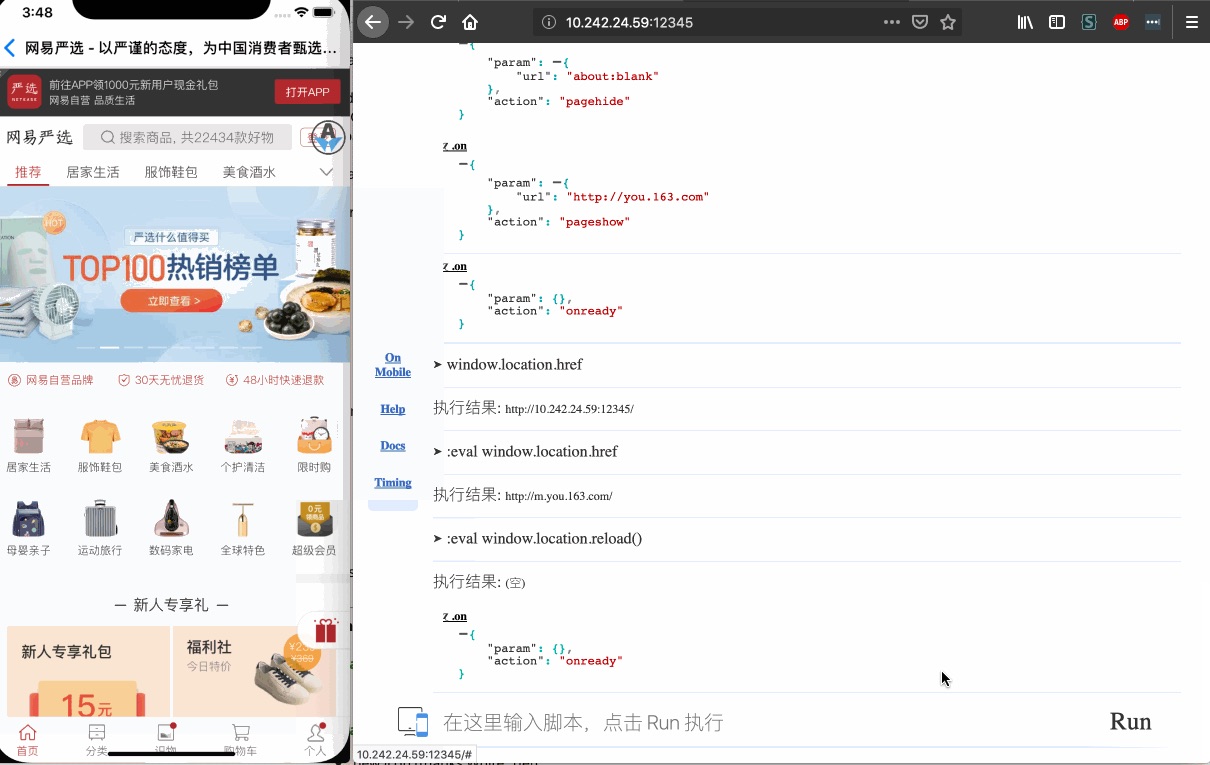 3:48
网易严选 - 以严谨的态度，为中国消费者甄选...
严选
NETEASE
前往APP领1000元新用户现金礼包
网易自营 品质生活
打开APP
网易严选
搜索商品, 共22434款好物
推荐
居家生活
服饰鞋包
美食酒水
HOT
严选什么值得买
TOP100热销榜单
立即查看 >
网易自营品牌
30天无忧退货
48小时快速退款
居家生活
服饰鞋包
美食酒水
个护清洁
限时购
0元
领商品
母婴亲子
运动旅行
数码家电
全球特色
超级会员
— 新人专享礼 —
新人专享礼包
15元
福利社
今日特价
¥369
首页
分类
识物
购物车
个人
10.242.24.59:12345
ABP
{
"param": {
"url": "about:blank"
},
"action": "pagehide"
}
.on
{
"param": {
"url": "http://you.163.com"
},
"action": "pageshow"
}
.on
{
"param": {},
"action": "onready"
}
On
Mobile
Help
Docs
Timing
➤ window.location.href
执行结果: http://10.242.24.59:12345/
➤ :eval window.location.href
执行结果: http://m.you.163.com/
➤ :eval window.location.reload()
执行结果: (空)
.on
{
"param": {},
"action": "onready"
}
在这里输入脚本，点击 Run 执行
Run
10.242.24.59:12345/#